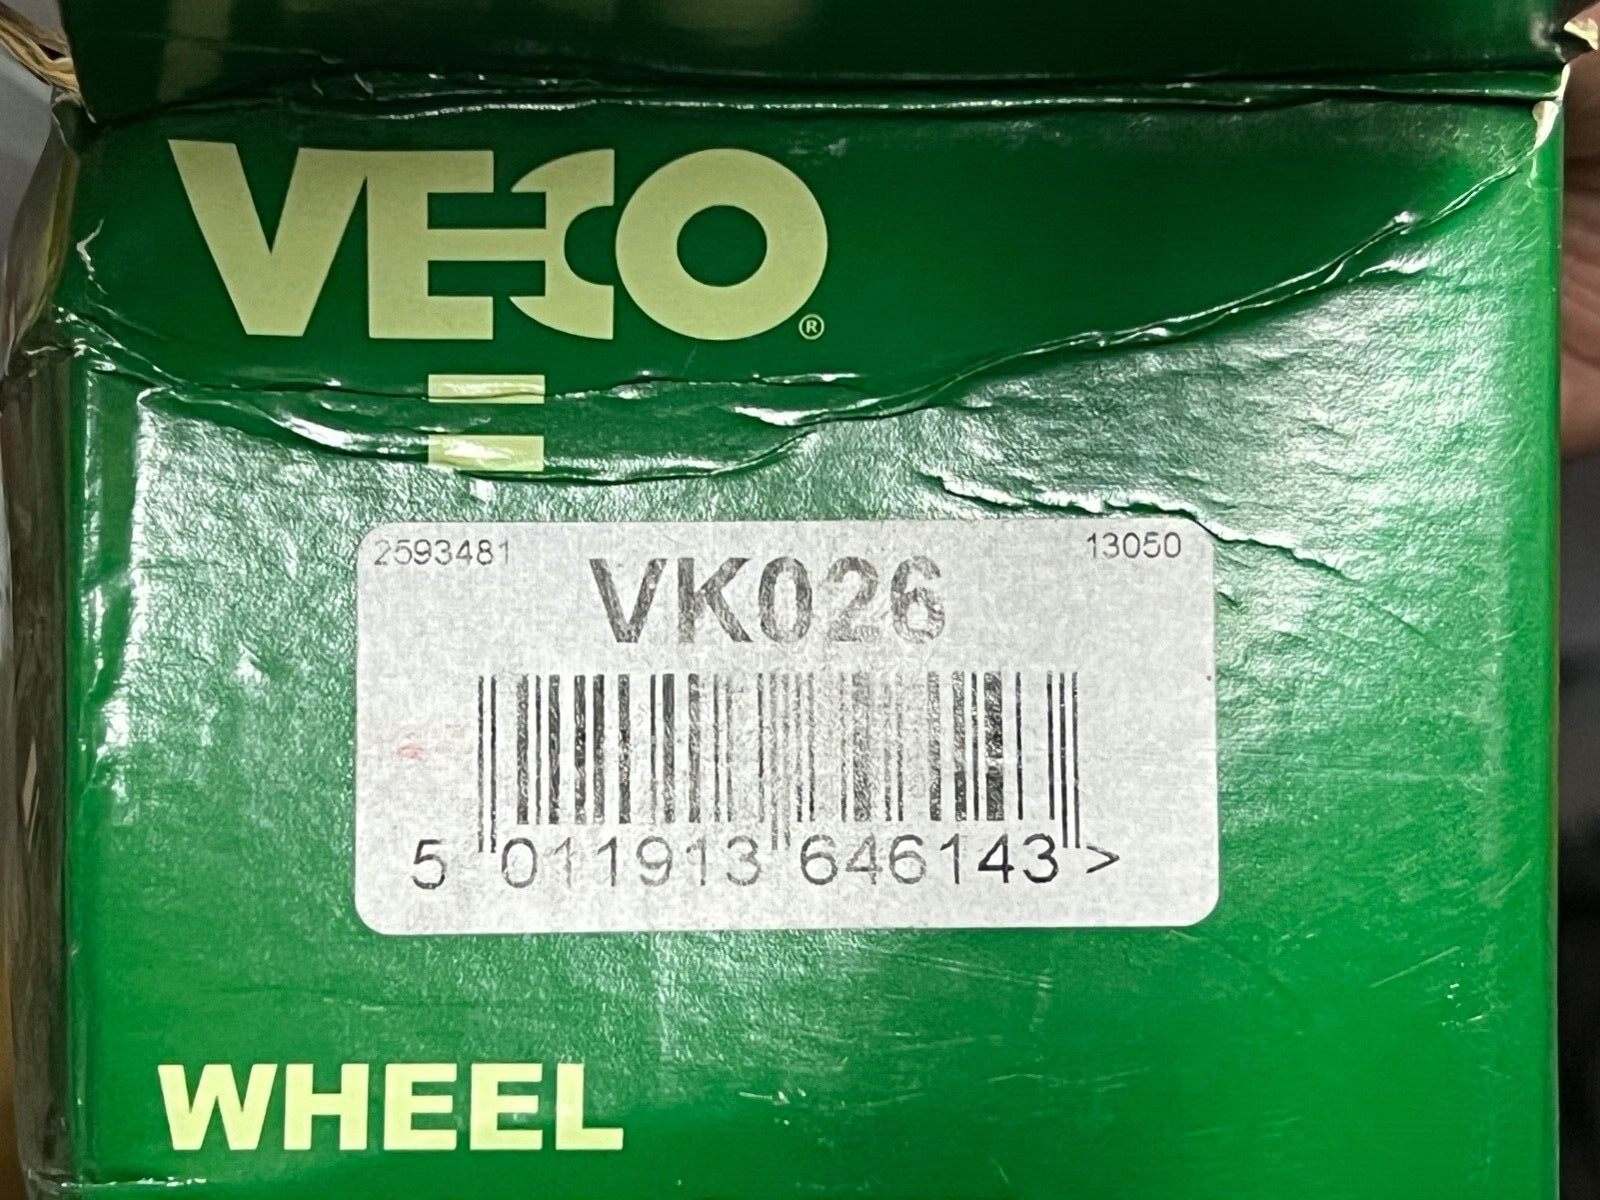 VECO®
2593481 VK026 13050
5 011913 646143 >
WHEEL